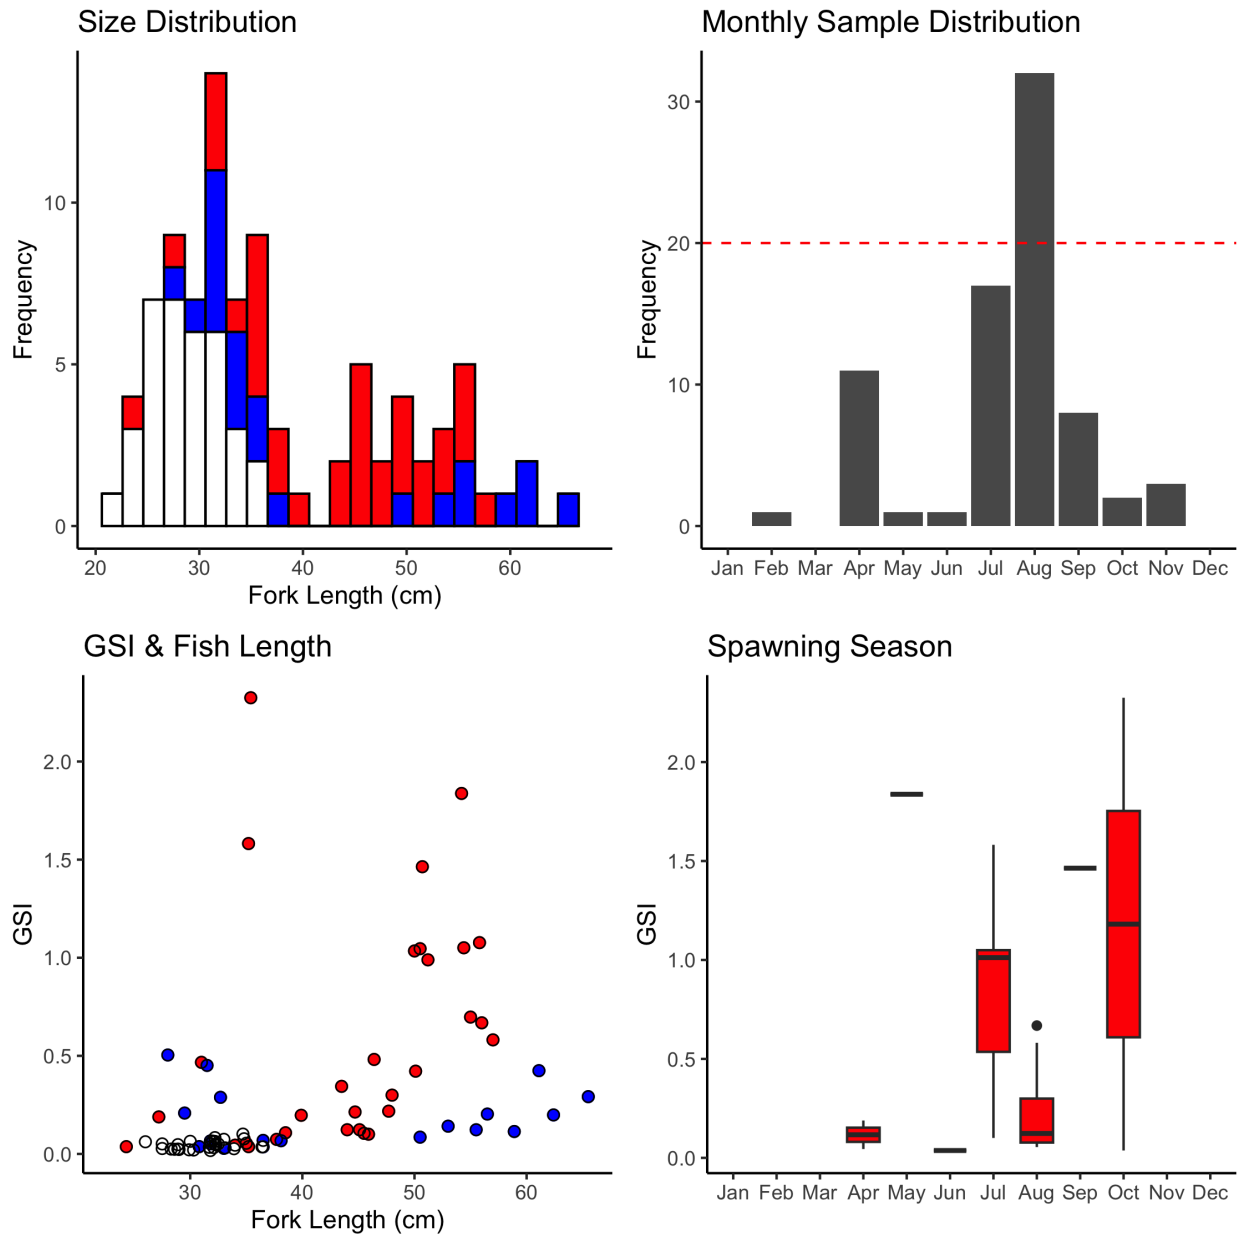 Size Distribution
Frequency
10
5
0
20 30 40 50 60
Fork Length (cm)
Monthly Sample Distribution
Frequency
30
20
10
0
Jan Feb Mar Apr May Jun Jul Aug Sep Oct Nov Dec
GSI & Fish Length
GSI
2.0
1.5
1.0
0.5
0.0
30 40 50 60
Fork Length (cm)
Spawning Season
GSI
2.0
1.5
1.0
0.5
0.0
Jan Feb Mar Apr May Jun Jul Aug Sep Oct Nov Dec